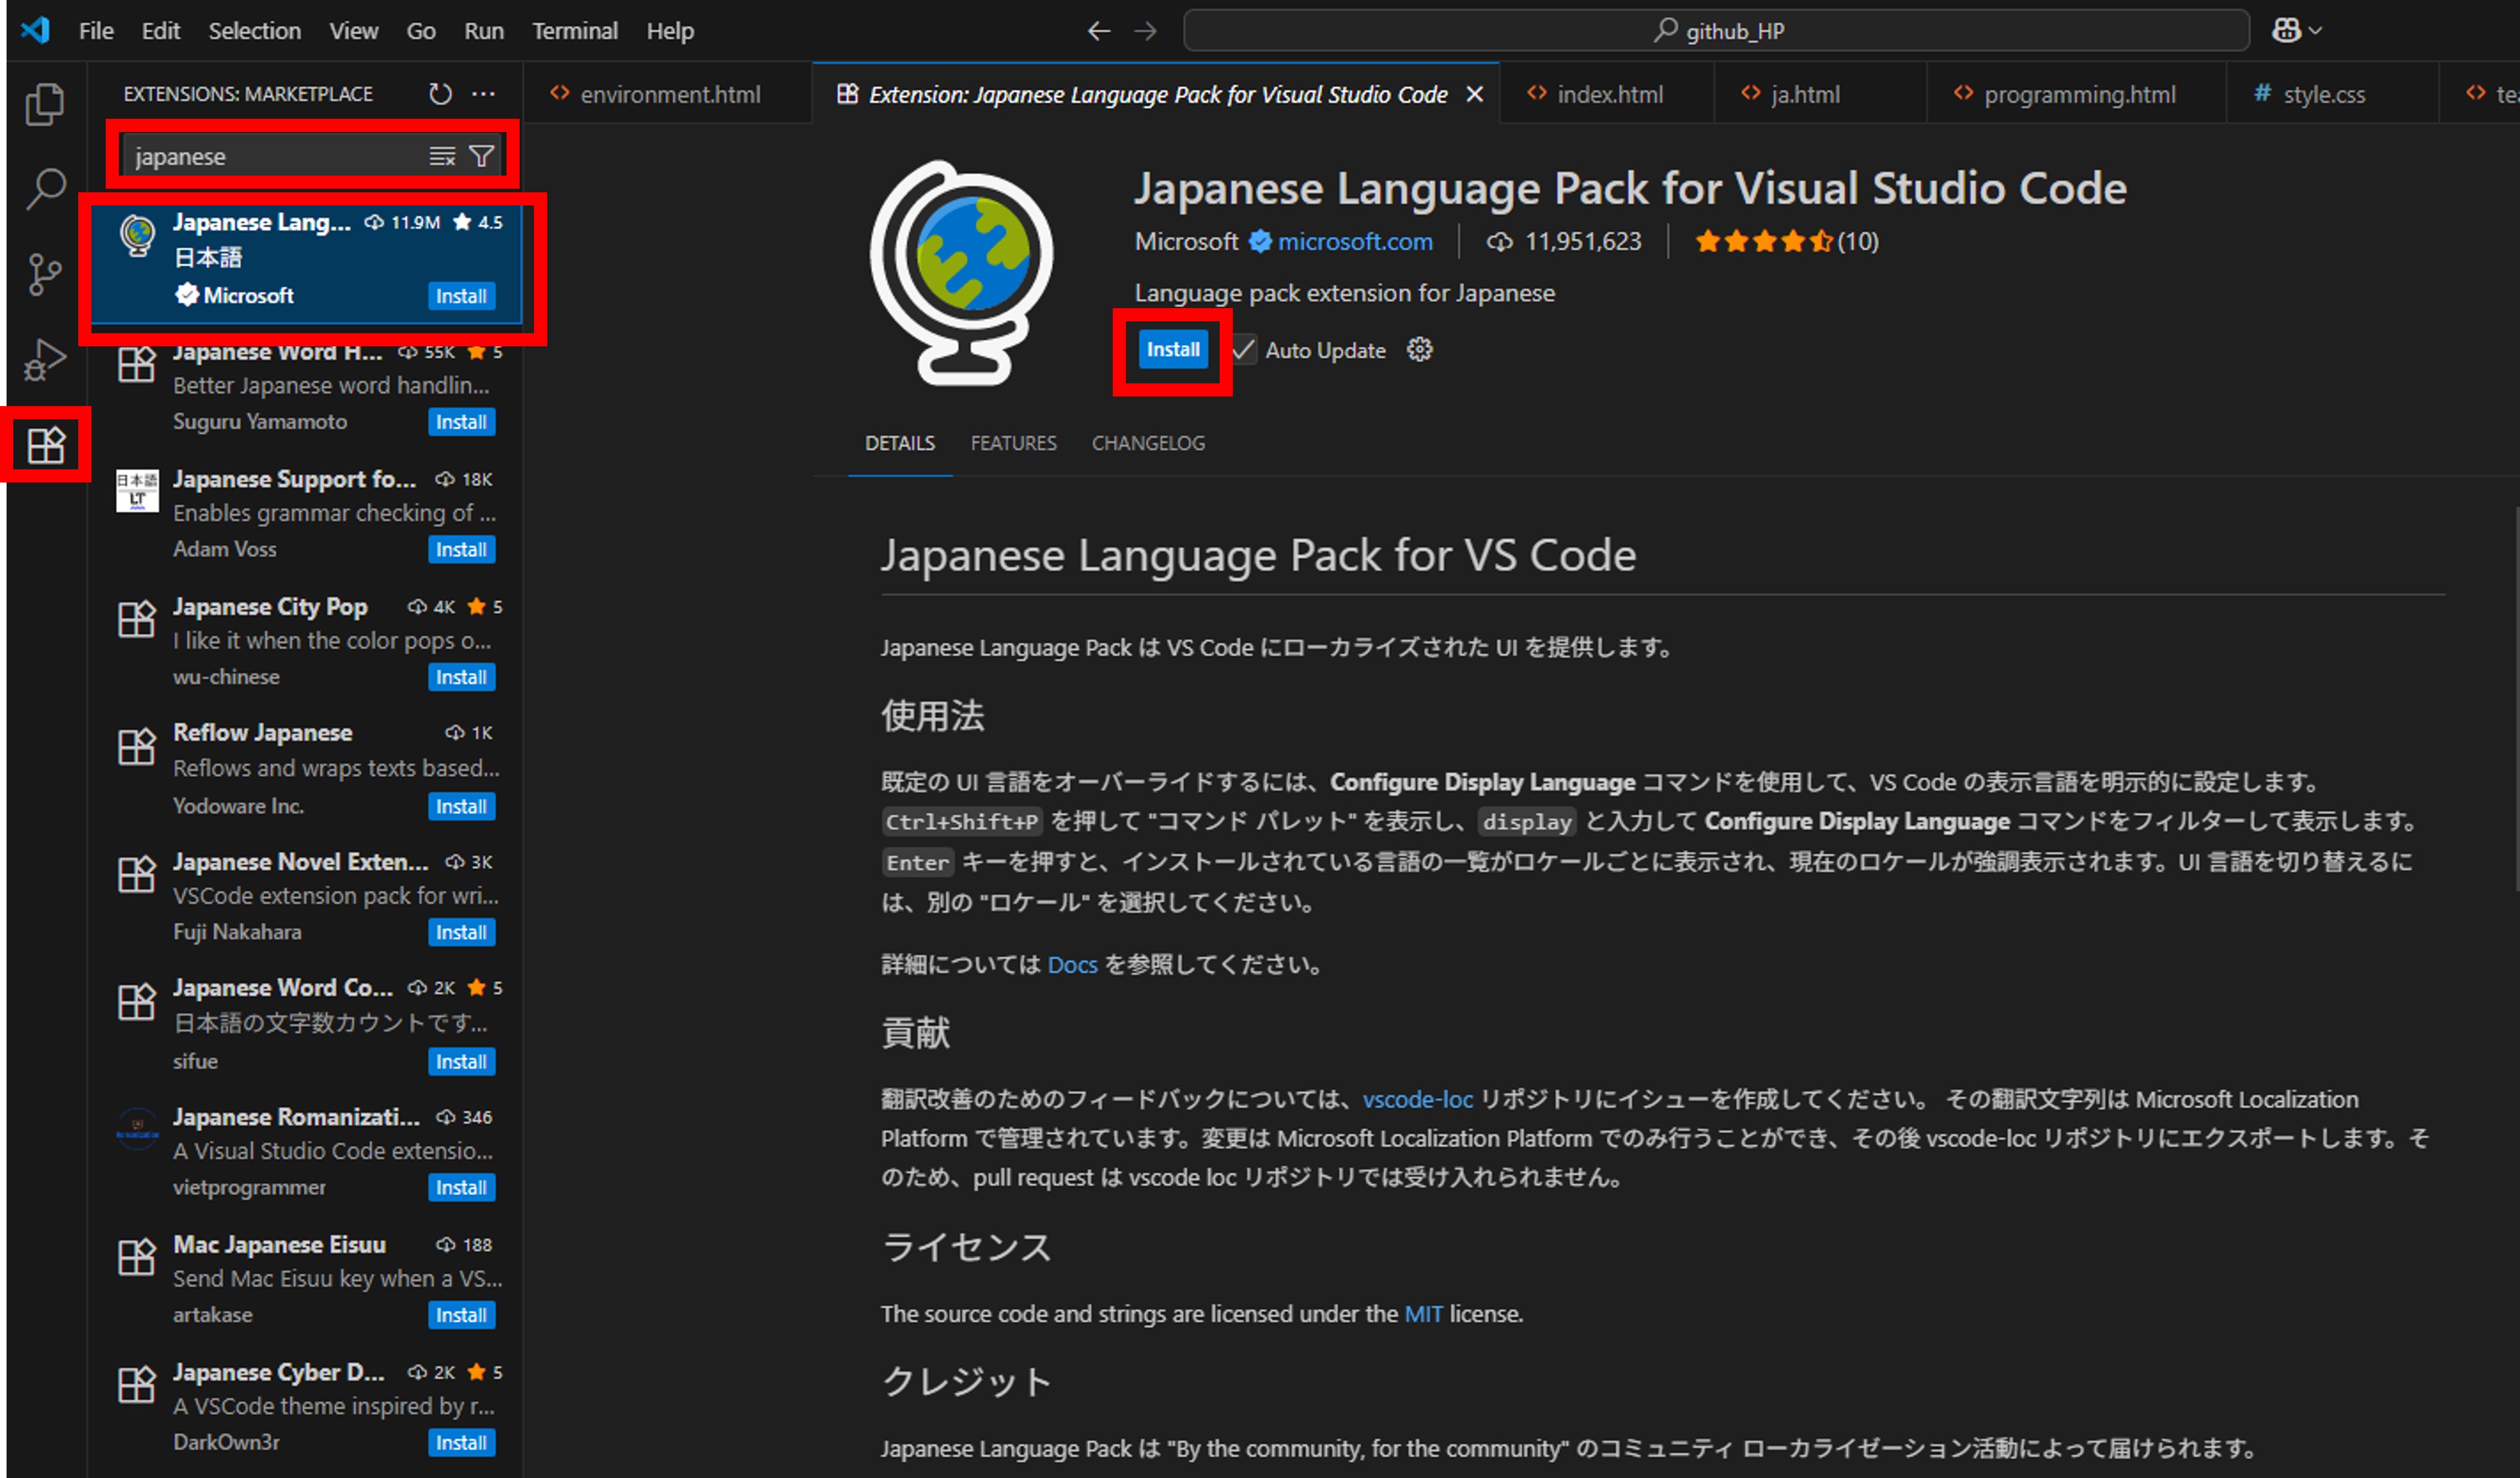 File Edit Selection View Go Run Terminal Help
github_HP
EXTENSIONS: MARKETPLACE
japanese
Japanese Lang... 11.9M 4.5
日本語
Microsoft Install
Japanese Word H... 55K 5
Better Japanese word handlin...
Suguru Yamamoto Install
日本語
LT
Japanese Support fo... 18K
Enables grammar checking of ...
Adam Voss Install
Japanese City Pop 4K 5
I like it when the color pops o...
wu-chinese Install
Reflow Japanese 1K
Reflows and wraps texts based...
Yodoware Inc. Install
Japanese Novel Exten... 3K
VSCode extension pack for wri...
Fuji Nakahara Install
Japanese Word Co... 2K 5
日本語の文字数カウントです...
sifue Install
Japanese Romanizati... 346
A Visual Studio Code extensio...
vietprogrammer Install
Mac Japanese Eisuu 188
Send Mac Eisuu key when a VS...
artakase Install
Japanese Cyber D... 2K 5
A VSCode theme inspired by r...
DarkOwn3r Install
environment.html Extension: Japanese Language Pack for Visual Studio Code index.html ja.html programming.html # style.css
Japanese Language Pack for Visual Studio Code
Microsoft microsoft.com 11,951,623 (10)
Language pack extension for Japanese
Install Auto Update
DETAILS FEATURES CHANGELOG
Japanese Language Pack for VS Code
Japanese Language Pack は VS Code にローカライズされた UI を提供します。
使用法
既定の UI 言語をオーバーライドするには、Configure Display Language コマンドを使用して、VS Code の表示言語を明示的に設定します。
Ctrl+Shift+P を押して "コマンド パレット" を表示し、display と入力して Configure Display Language コマンドをフィルターして表示します。
Enter キーを押すと、インストールされている言語の一覧がロケールごとに表示され、現在のロケールが強調表示されます。UI 言語を切り替えるに
は、別の "ロケール" を選択してください。
詳細については Docs を参照してください。
貢献
翻訳改善のためのフィードバックについては、vscode-loc リポジトリにイシューを作成してください。 その翻訳文字列は Microsoft Localization
Platform で管理されています。変更は Microsoft Localization Platform でのみ行うことができ、その後 vscode-loc リポジトリにエクスポートします。そ
のため、pull request は vscode loc リポジトリでは受け入れられません。
ライセンス
The source code and strings are licensed under the MIT license.
クレジット
Japanese Language Pack は "By the community, for the community" のコミュニティ ローカライゼーション活動によって届けられます。